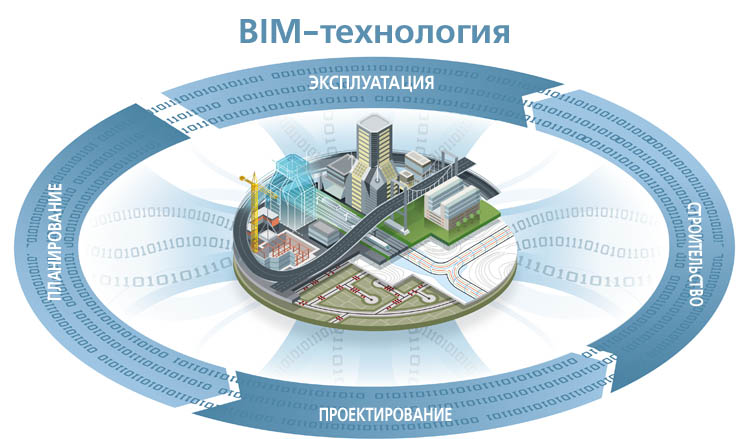 BIM-технология
ЭКСПЛУАТАЦИЯ
ПЛАНИРОВАНИЕ
СТРОИТЕЛЬСТВО
ПРОЕКТИРОВАНИЕ